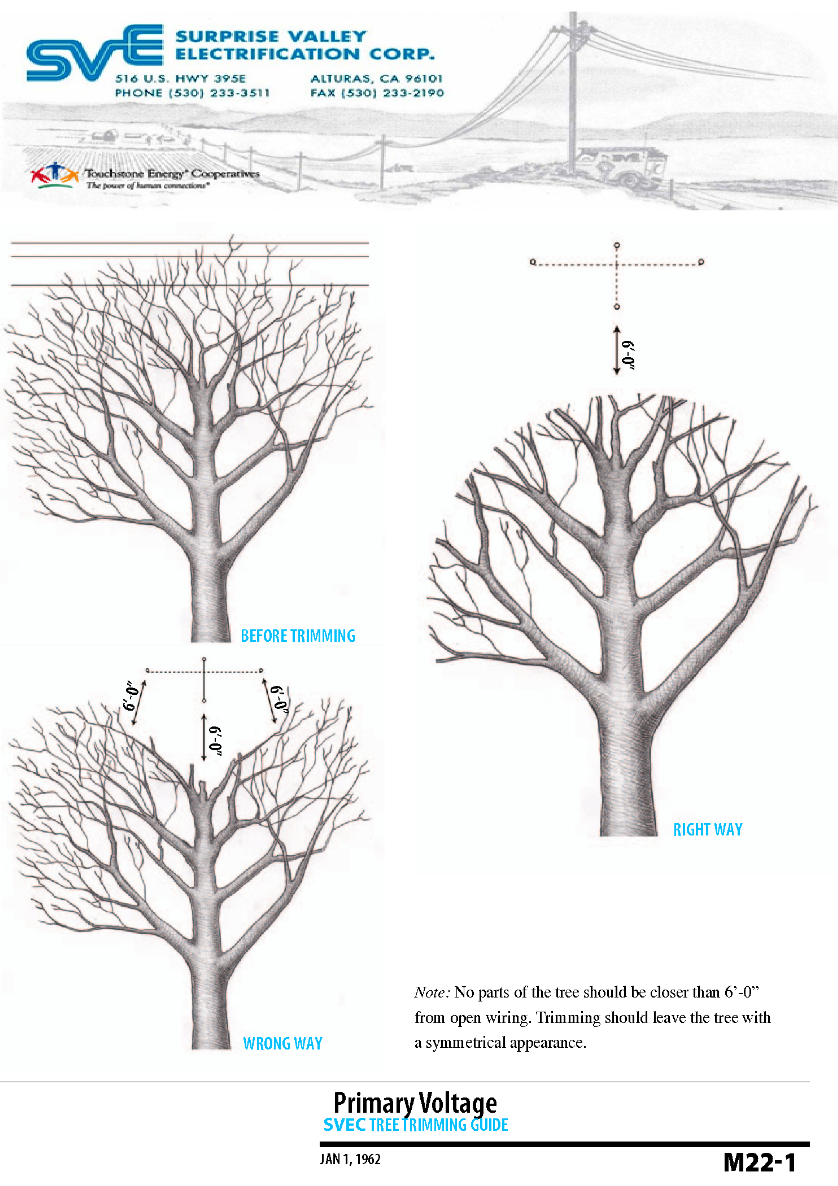 SVE
SURPRISE VALLEY
ELECTRIFICATION CORP.
516 U.S. HWY 395E ALTURAS, CA 96101
PHONE (530) 233-3511 FAX (530) 233-2190
SVE
Touchstone Energy® Cooperatives
The power of human connections®
6'-0"
BEFORE TRIMMING
6'-0"
6'-0"
6'-0"
RIGHT WAY
Note: No parts of the tree should be closer than 6'-0"
from open wiring. Trimming should leave the tree with
a symmetrical appearance.
WRONG WAY
Primary Voltage
SVEC TREE TRIMMING GUIDE
JAN 1, 1962
M22-1